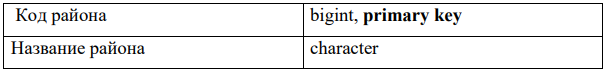 Код района bigint, primary key
Название района character